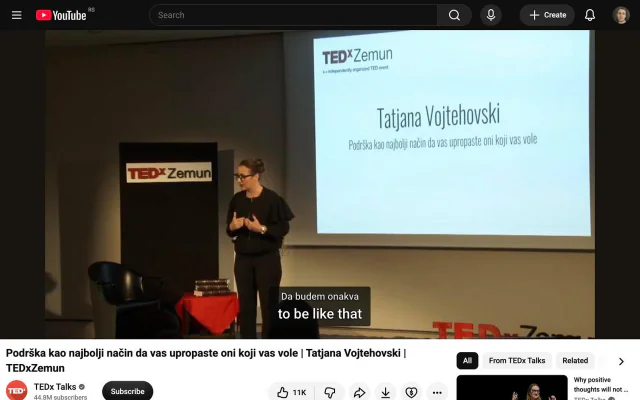 YouTube RS
Search
Create
TEDxZemun
x = independently organized TED event
Tatjana Vojtehovski
Podrška kao najbolji način da vas upropaste oni koji vas vole
TEDxZemun
Da budem onakva
to be like that
TEDxZemun
Podrška kao najbolji način da vas upropaste oni koji vas vole | Tatjana Vojtehovski |
TEDxZemun
TED
TEDx Talks
44.8M subscribers
Subscribe
11K
All
From TEDx Talks
Related
Why positive
thoughts will not ...
TEDx Talks